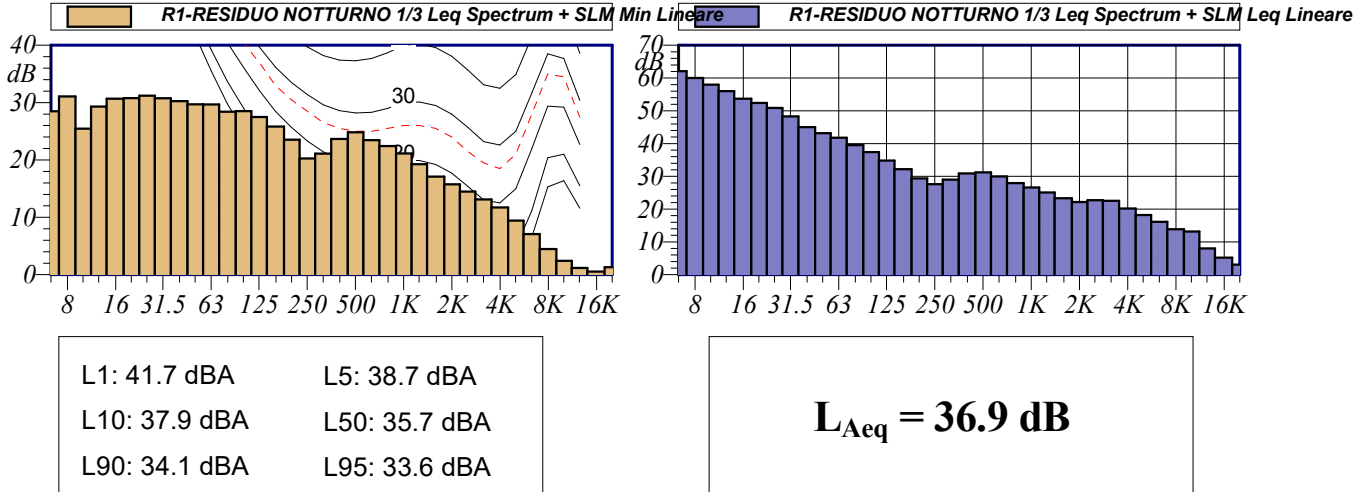 R1-RESIDUO NOTTURNO 1/3 Leq Spectrum + SLM Min Lineare
40
dB
30
20
10
0
30
20
8 16 31.5 63 125 250 500 1K 2K 4K 8K 16K
R1-RESIDUO NOTTURNO 1/3 Leq Spectrum + SLM Leq Lineare
70
dB
60
50
40
30
20
10
0
8 16 31.5 63 125 250 500 1K 2K 4K 8K 16K
L1: 41.7 dBA L5: 38.7 dBA
L10: 37.9 dBA L50: 35.7 dBA
L90: 34.1 dBA L95: 33.6 dBA
LAeq = 36.9 dB